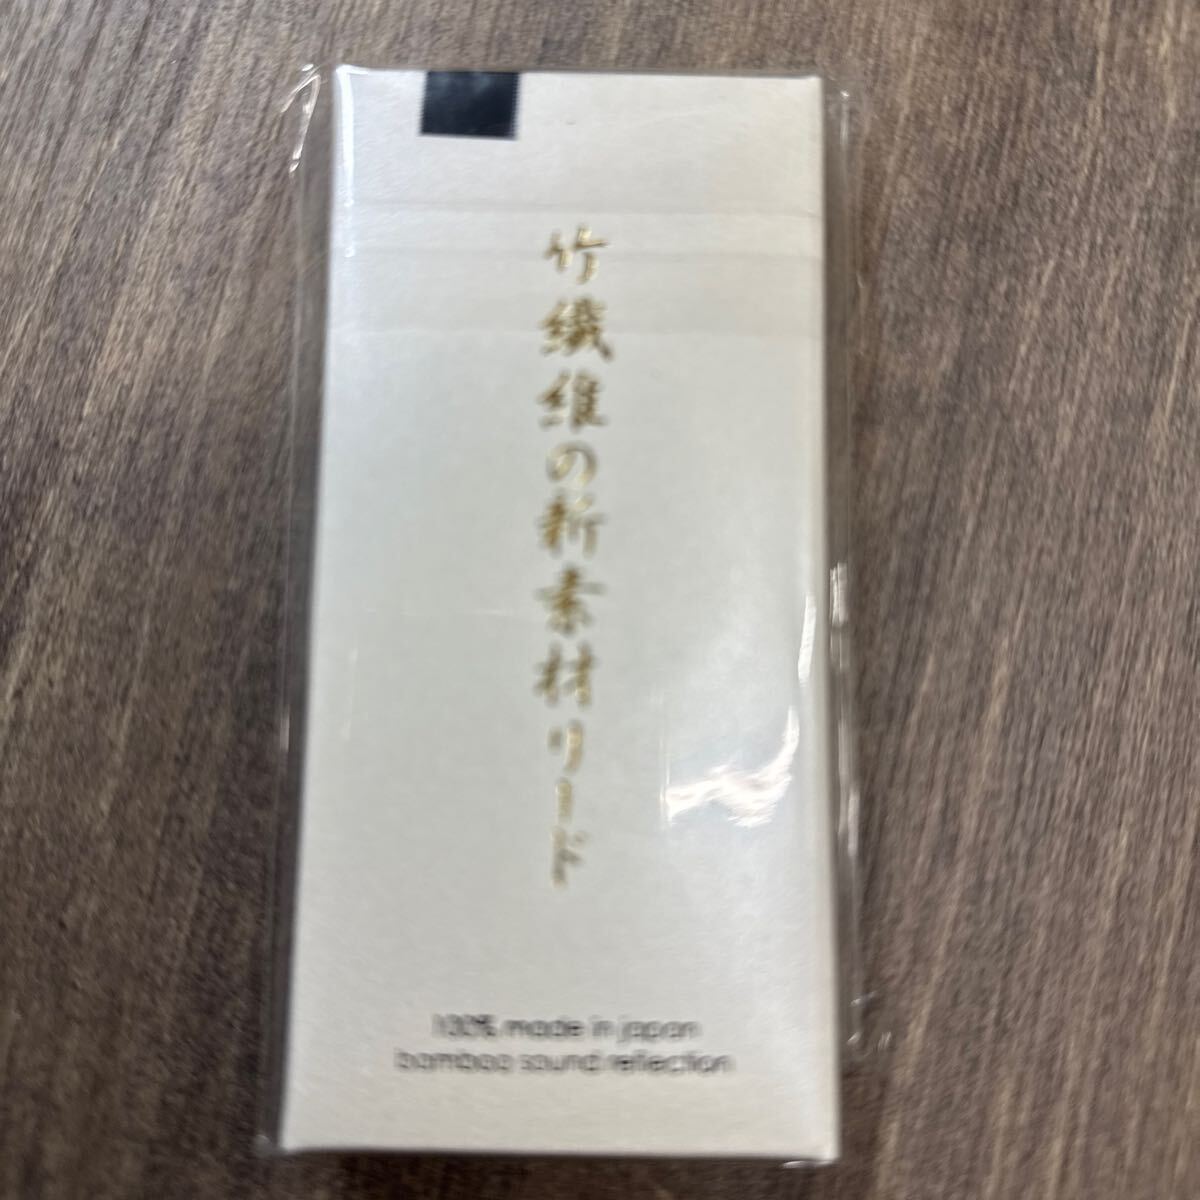 竹繊維の新素材リード
100% made in japan
bamboo sound reflection